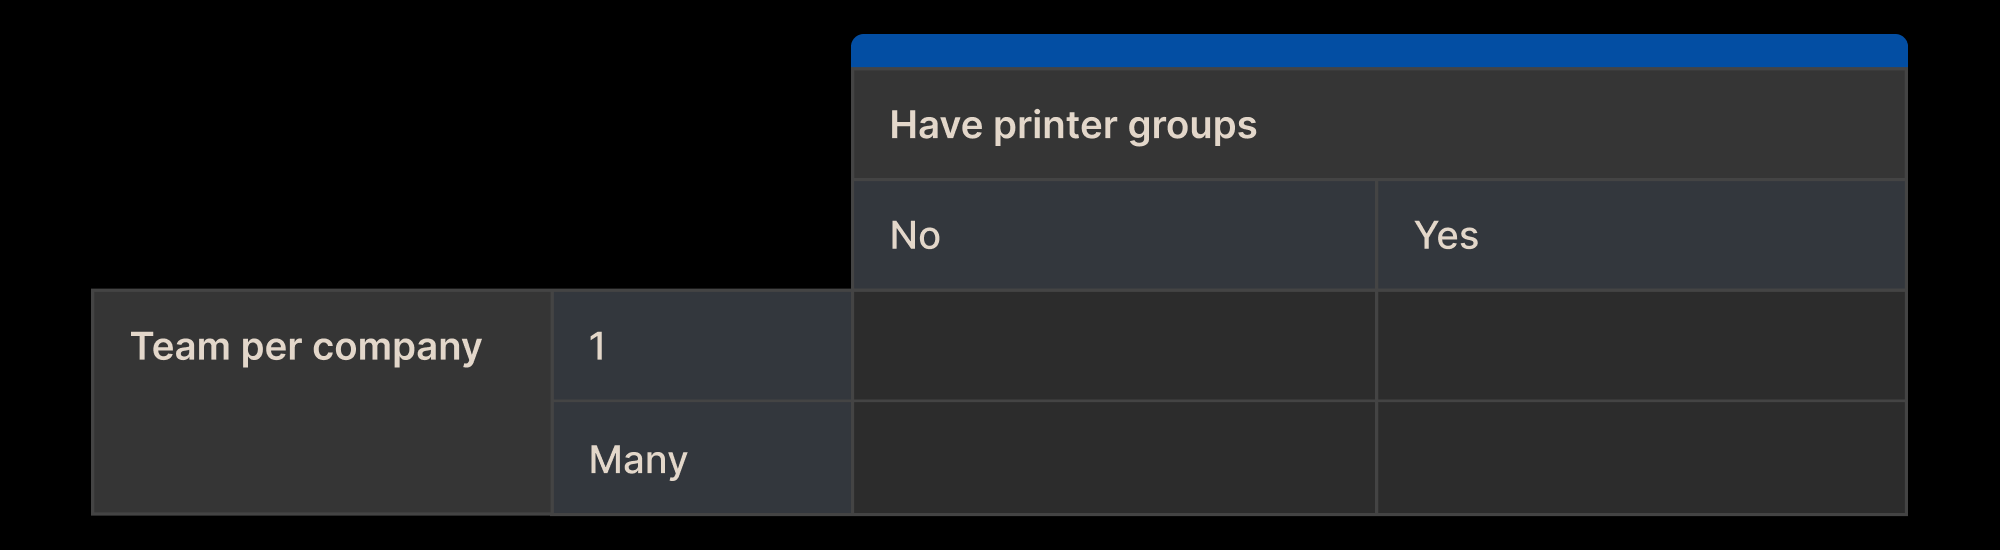 Have printer groups
No
Yes
Team per company
1
Many